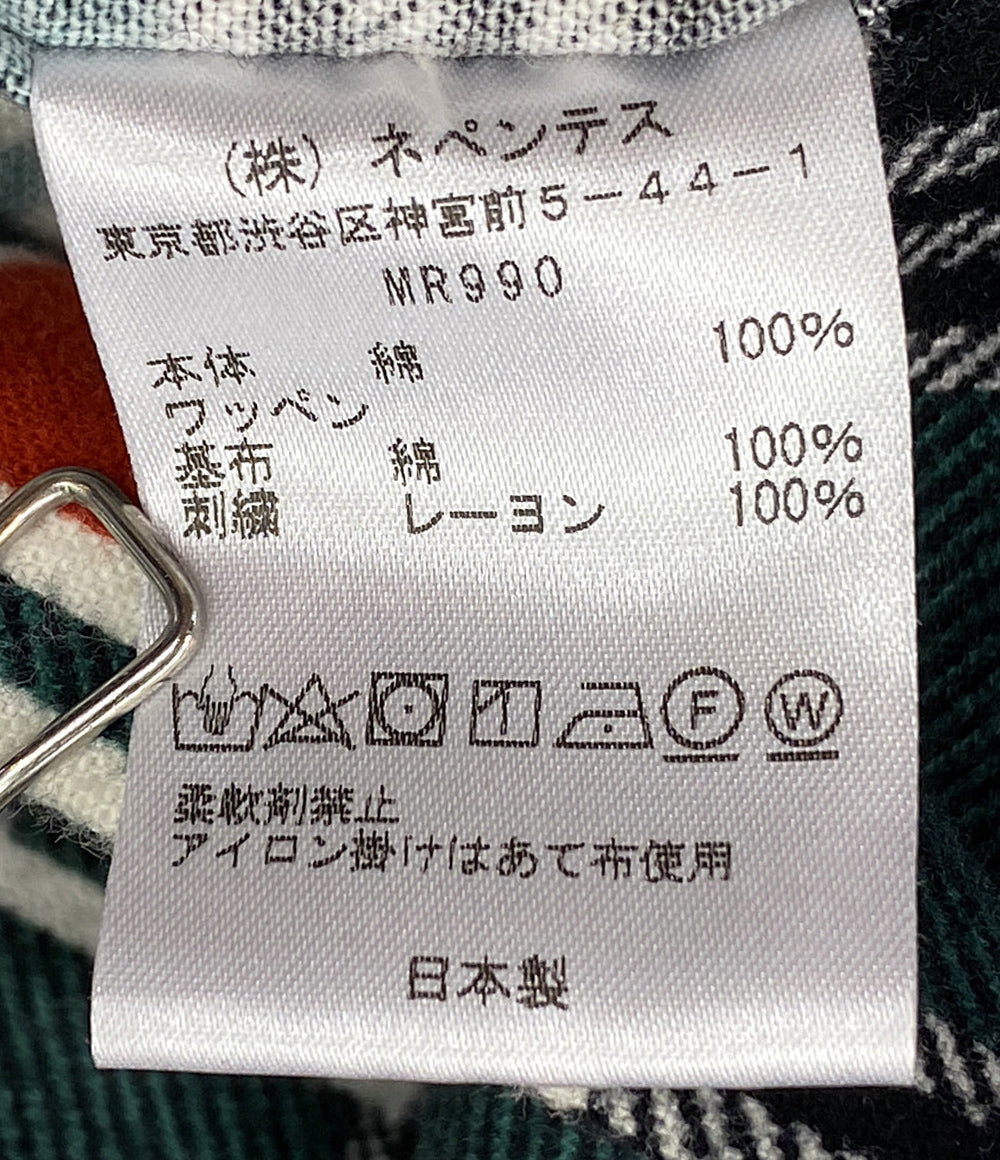 (株) ネペンテス
東京都渋谷区神宮前5-44-1
MR990
本体 綿 100%
ワッペン
基布 綿 100%
刺繍 レーヨン 100%
F W
柔軟剤禁止
アイロン掛けはあて布使用
日本製